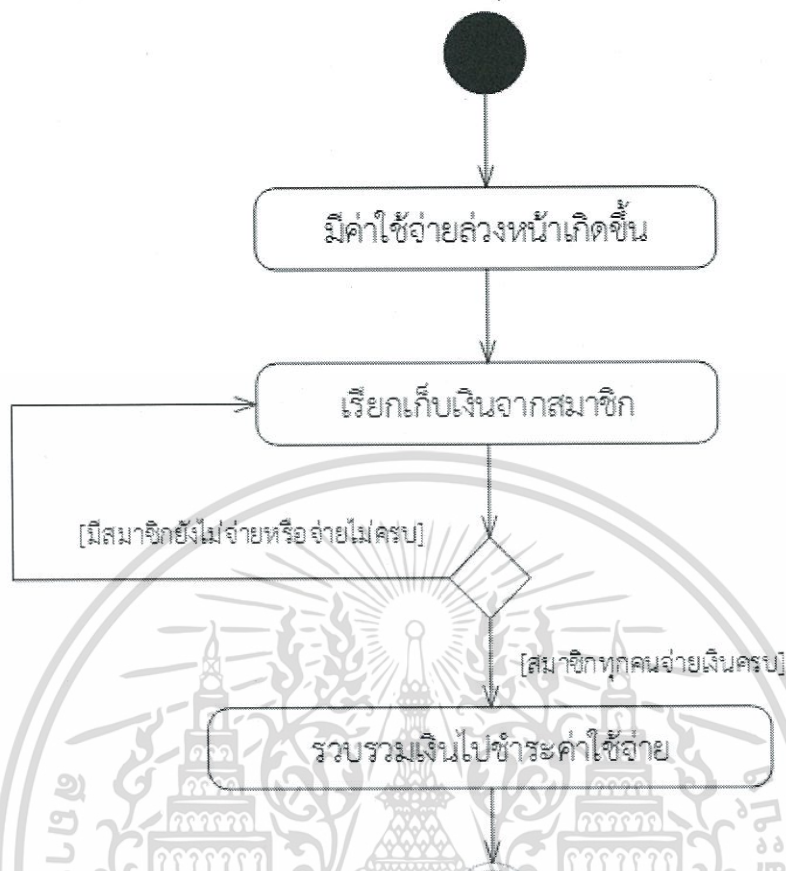 มีค่าใช้จ่ายล่วงหน้าเกิดขึ้น
เรียกเก็บเงินจากสมาชิก
[มีสมาชิกยังไม่จ่ายหรือจ่ายไม่ครบ]
[สมาชิกทุกคนจ่ายเงินครบ]
รวบรวมเงินไปชำระค่าใช้จ่าย